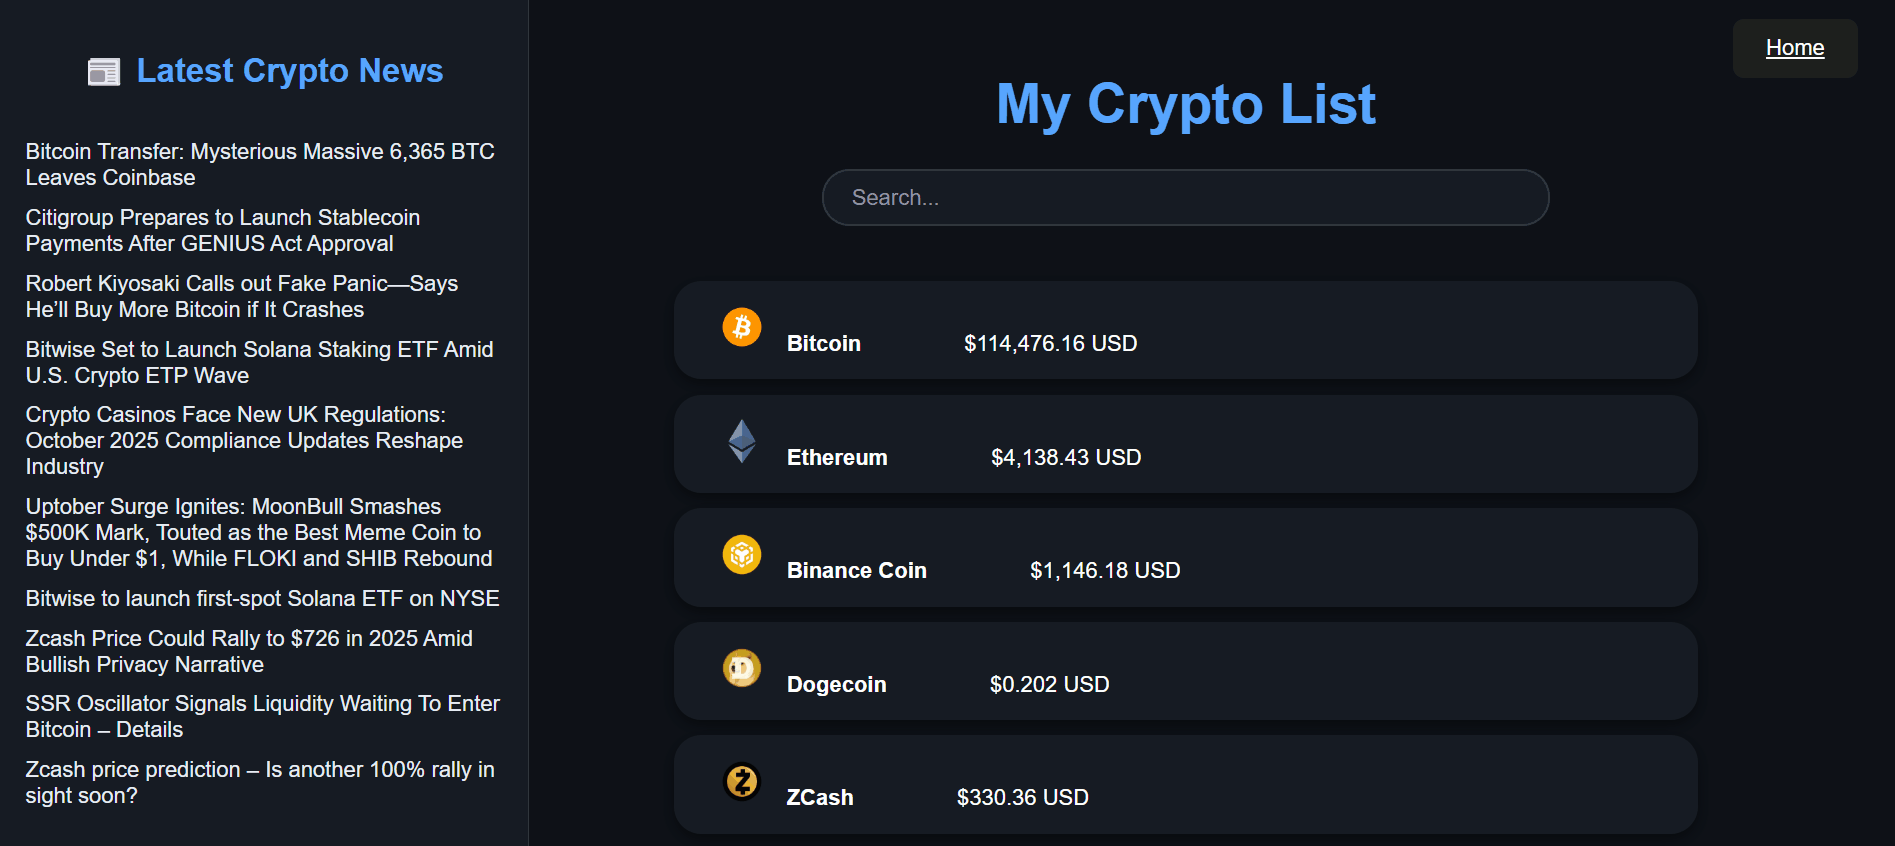 Latest Crypto News
Bitcoin Transfer: Mysterious Massive 6,365 BTC
Leaves Coinbase
Citigroup Prepares to Launch Stablecoin
Payments After GENIUS Act Approval
Robert Kiyosaki Calls out Fake Panic—Says
He’ll Buy More Bitcoin if It Crashes
Bitwise Set to Launch Solana Staking ETF Amid
U.S. Crypto ETP Wave
Crypto Casinos Face New UK Regulations:
October 2025 Compliance Updates Reshape
Industry
Uptober Surge Ignites: MoonBull Smashes
$500K Mark, Touted as the Best Meme Coin to
Buy Under $1, While FLOKI and SHIB Rebound
Bitwise to launch first-spot Solana ETF on NYSE
Zcash Price Could Rally to $726 in 2025 Amid
Bullish Privacy Narrative
SSR Oscillator Signals Liquidity Waiting To Enter
Bitcoin – Details
Zcash price prediction – Is another 100% rally in
sight soon?
Home
My Crypto List
Search...
Bitcoin $114,476.16 USD
Ethereum $4,138.43 USD
Binance Coin $1,146.18 USD
Dogecoin $0.202 USD
ZCash $330.36 USD